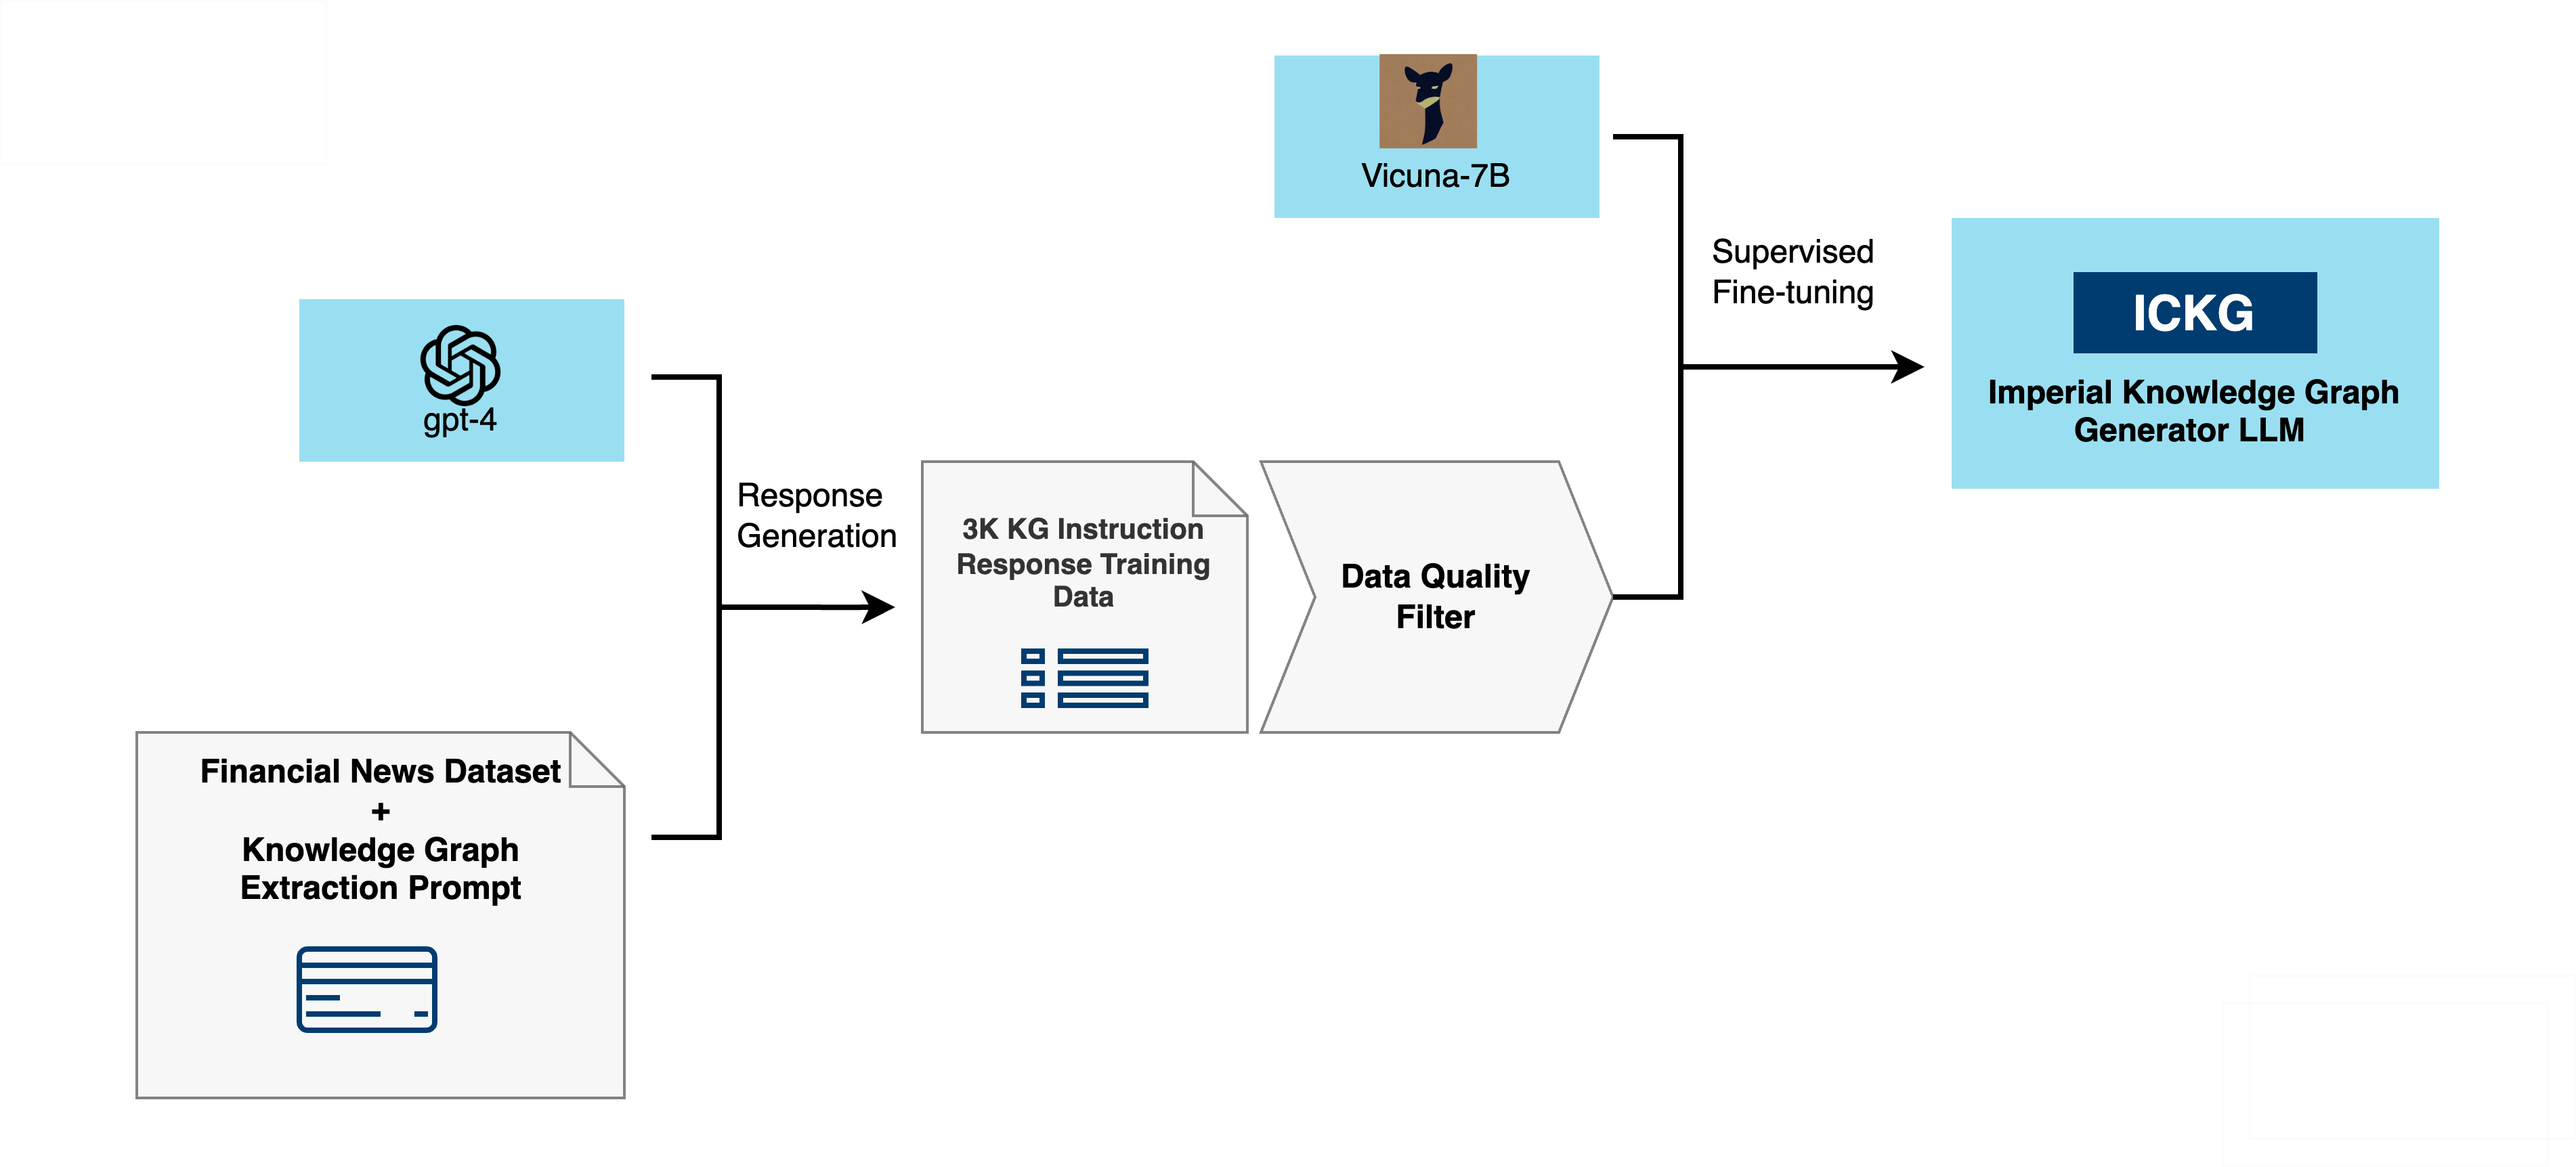 Vicuna-7B
Supervised
Fine-tuning
ICKG
Imperial Knowledge Graph
Generator LLM
gpt-4
Response
Generation
3K KG Instruction
Response Training
Data
Data Quality
Filter
Financial News Dataset
+
Knowledge Graph
Extraction Prompt